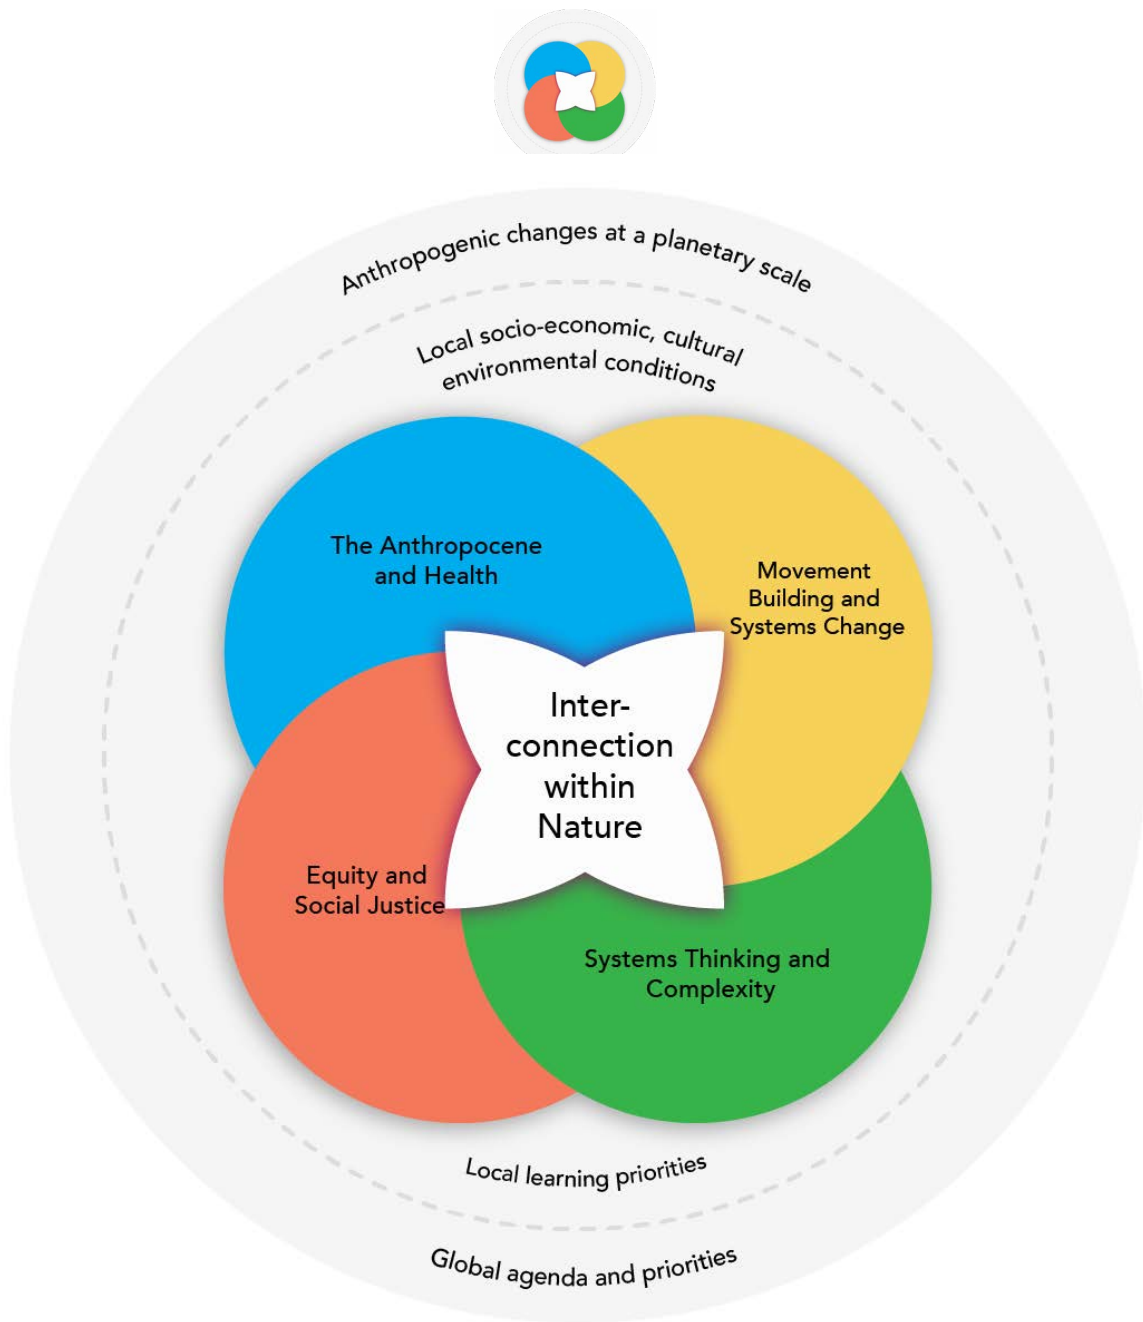 Anthropogenic changes at a planetary scale
Local socio-economic, cultural
environmental conditions
The Anthropocene
and Health
Movement
Building and
Systems Change
Inter-
connection
within
Nature
Equity and
Social Justice
Systems Thinking and
Complexity
Local learning priorities
Global agenda and priorities